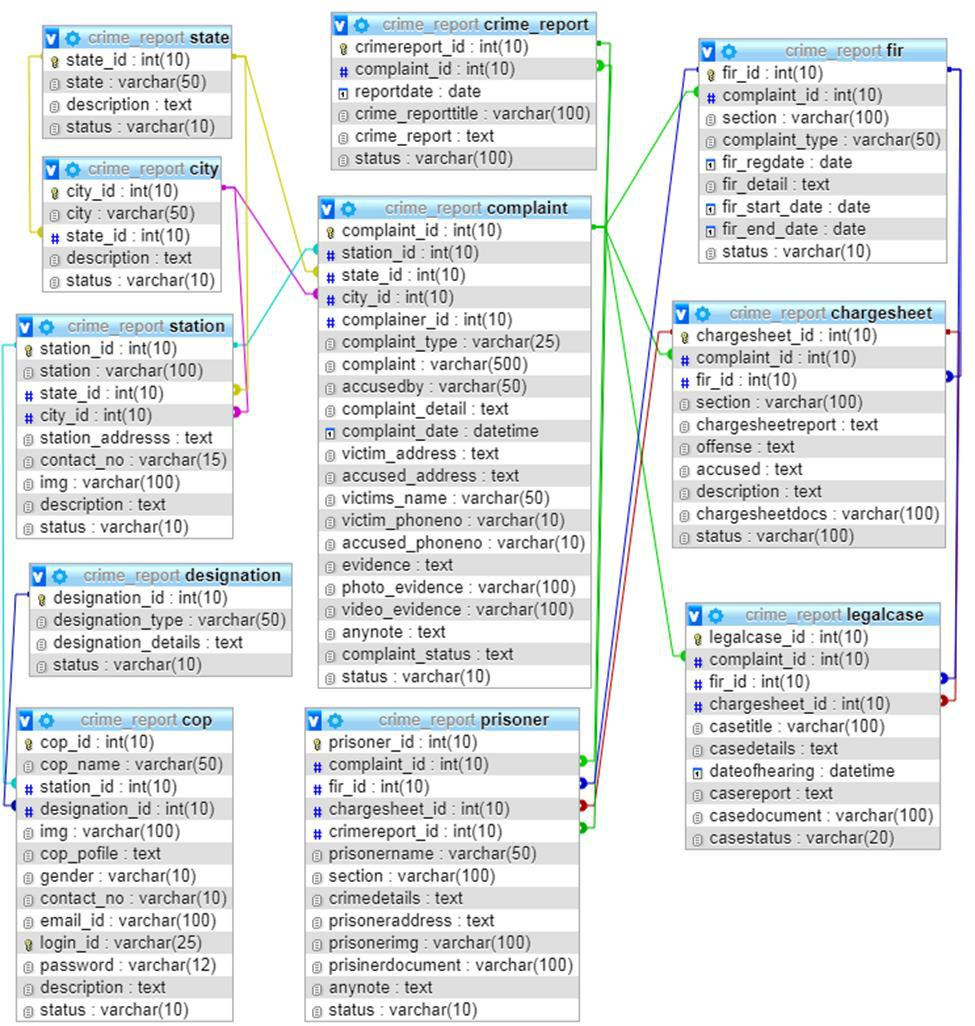 crime_report state
state_id : int(10)
state : varchar(50)
description : text
status : varchar(10)
crime_report city
city_id : int(10)
city : varchar(50)
state_id : int(10)
description : text
status : varchar(10)
crime_report station
station_id : int(10)
station : varchar(100)
state_id : int(10)
city_id : int(10)
station_addresss : text
contact_no : varchar(15)
img : varchar(100)
description : text
status : varchar(10)
crime_report designation
designation_id : int(10)
designation_type : varchar(50)
designation_details : text
status : varchar(10)
crime_report cop
cop_id : int(10)
cop_name : varchar(50)
station_id : int(10)
designation_id : int(10)
img : varchar(100)
cop_pofile : text
gender : varchar(10)
contact_no : varchar(10)
email_id : varchar(100)
login_id : varchar(25)
password : varchar(12)
description : text
status : varchar(10)
crime_report crime_report
crimereport_id : int(10)
complaint_id : int(10)
reportdate : date
crime_reporttitle : varchar(100)
crime_report : text
status : varchar(100)
crime_report complaint
complaint_id : int(10)
station_id : int(10)
state_id : int(10)
city_id : int(10)
complainer_id : int(10)
complaint_type : varchar(25)
complaint : varchar(500)
accusedby : varchar(50)
complaint_detail : text
complaint_date : datetime
victim_address : text
accused_address : text
victims_name : varchar(50)
victim_phoneno : varchar(10)
accused_phoneno : varchar(10)
evidence : text
photo_evidence : varchar(100)
video_evidence : varchar(100)
anynote : text
complaint_status : text
status : varchar(10)
crime_report prisoner
prisoner_id : int(10)
complaint_id : int(10)
fir_id : int(10)
chargesheet_id : int(10)
crimereport_id : int(10)
prisonername : varchar(50)
section : varchar(100)
crimedetails : text
prisoneraddress : text
prisonerimg : varchar(100)
prisinerdocument : varchar(100)
anynote : text
status : varchar(10)
crime_report fir
fir_id : int(10)
complaint_id : int(10)
section : varchar(100)
complaint_type : varchar(50)
fir_regdate : date
fir_detail : text
fir_start_date : date
fir_end_date : date
status : varchar(10)
crime_report chargesheet
chargesheet_id : int(10)
complaint_id : int(10)
fir_id : int(10)
section : varchar(100)
chargesheetreport : text
offense : text
accused : text
description : text
chargesheetdocs : varchar(100)
status : varchar(100)
crime_report legalcase
legalcase_id : int(10)
complaint_id : int(10)
fir_id : int(10)
chargesheet_id : int(10)
casetitle : varchar(100)
casedetails : text
dateofhearing : datetime
casereport : text
casedocument : varchar(100)
casestatus : varchar(20)